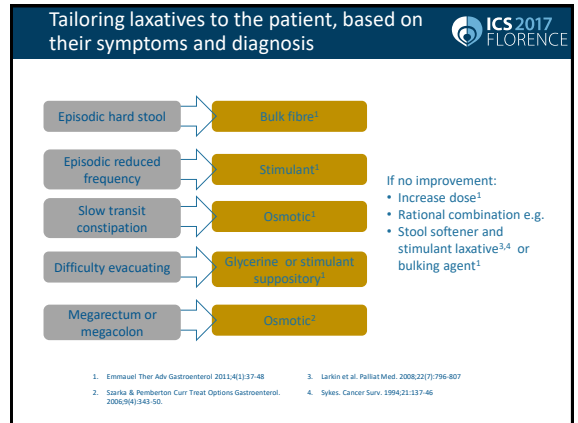 Tailoring laxatives to the patient, based on
their symptoms and diagnosis
ICS 2017
FLORENCE
Episodic hard stool
Bulk fibre1
Episodic reduced
frequency
Stimulant1
Slow transit
constipation
Osmotic1
Difficulty evacuating
Glycerine or stimulant
suppository1
Megarectum or
megacolon
Osmotic2
If no improvement:
• Increase dose1
• Rational combination e.g.
• Stool softener and
stimulant laxative3,4 or
bulking agent1
1. Emmauel Ther Adv Gastroenterol 2011;4(1):37-48
2. Szarka & Pemberton Curr Treat Options Gastroenterol.
2006;9(4):343-50.
3. Larkin et al. Palliat Med. 2008;22(7):796-807
4. Sykes. Cancer Surv. 1994;21:137-46